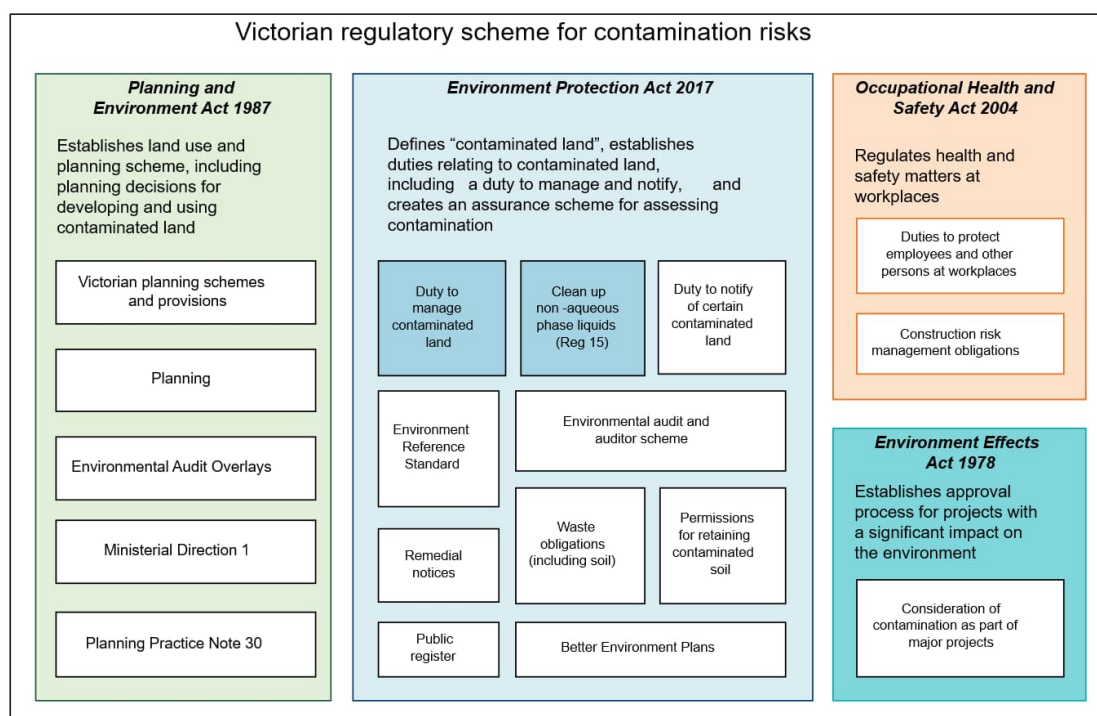 Victorian regulatory scheme for contamination risks
Planning and
Environment Act 1987
Establishes land use and
planning scheme, including
planning decisions for
developing and using
contaminated land
Victorian planning schemes
and provisions
Planning
Environmental Audit Overlays
Ministerial Direction 1
Planning Practice Note 30
Environment Protection Act 2017
Defines “contaminated land”, establishes
duties relating to contaminated land,
including a duty to manage and notify, and
creates an assurance scheme for assessing
contamination
Duty to
manage
contaminated
land
Clean up
non -aqueous
phase liquids
(Reg 15)
Duty to notify
of certain
contaminated
land
Environment
Reference
Standard
Environmental audit and
auditor scheme
Remedial
notices
Waste
obligations
(including soil)
Permissions
for retaining
contaminated
soil
Public
register
Better Environment Plans
Occupational Health and
Safety Act 2004
Regulates health and
safety matters at
workplaces
Duties to protect
employees and other
persons at workplaces
Construction risk
management obligations
Environment Effects
Act 1978
Establishes approval
process for projects with
a significant impact on
the environment
Consideration of
contamination as part of
major projects